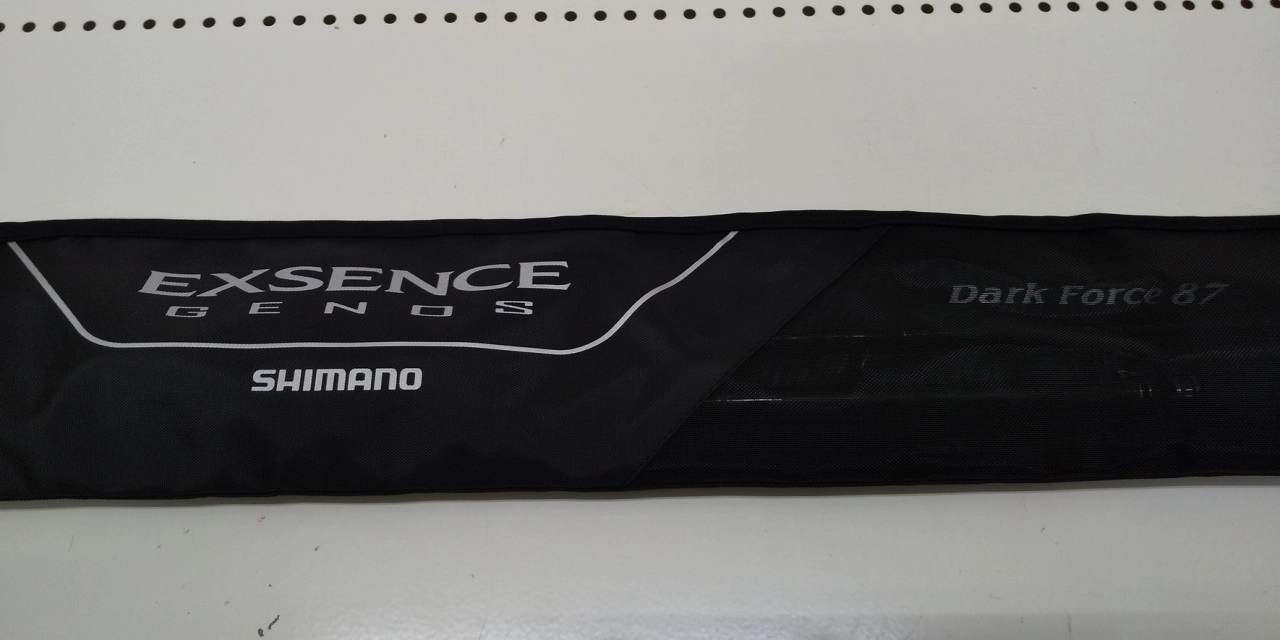 EXSENCE
GENOS
SHIMANO
Dark Force 87